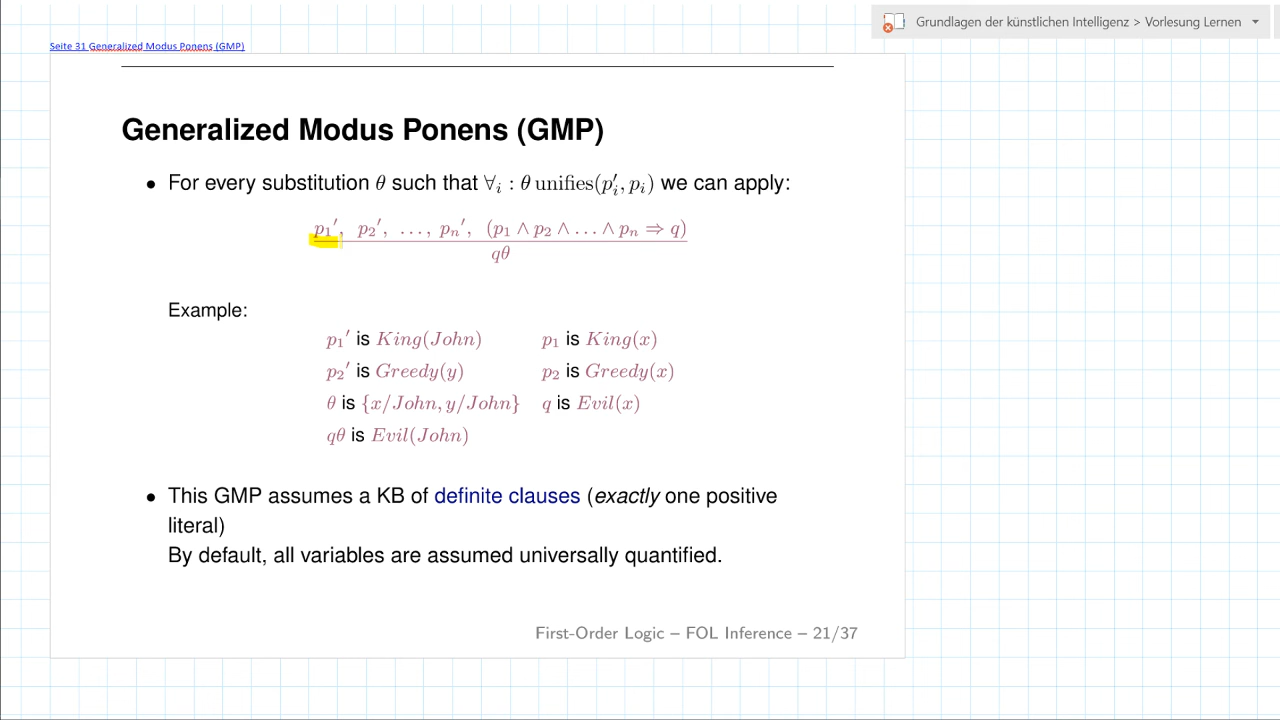 Grundlagen der künstlichen Intelligenz > Vorlesung Lernen
Seite 31 Generalized Modus Ponens (GMP)
Generalized Modus Ponens (GMP)
• For every substitution θ such that ∀ᵢ : θ unifies(p′ᵢ, pᵢ) we can apply:
p₁′, p₂′, …, pₙ′, (p₁ ∧ p₂ ∧ … ∧ pₙ ⇒ q)
qθ
Example:
p₁′ is King(John) p₁ is King(x)
p₂′ is Greedy(y) p₂ is Greedy(x)
θ is {x/John, y/John} q is Evil(x)
qθ is Evil(John)
• This GMP assumes a KB of definite clauses (exactly one positive
literal)
By default, all variables are assumed universally quantified.
First-Order Logic – FOL Inference – 21/37